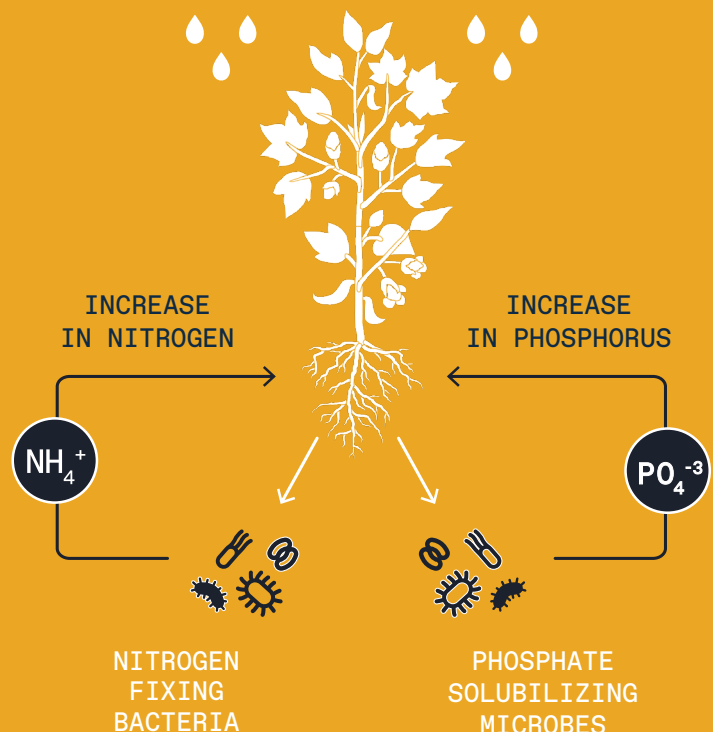 INCREASE
IN NITROGEN
INCREASE
IN PHOSPHORUS
NH₄⁺
PO₄⁻³
NITROGEN
FIXING
BACTERIA
PHOSPHATE
SOLUBILIZING
MICROBES